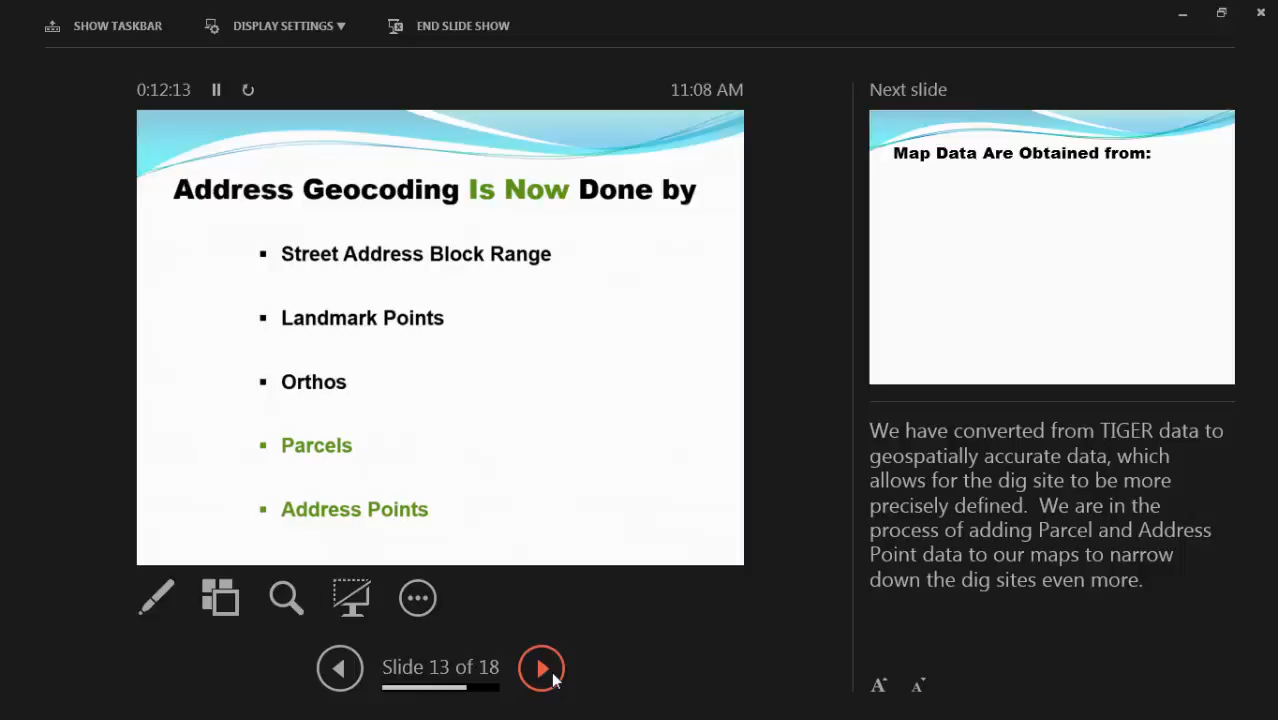 SHOW TASKBAR DISPLAY SETTINGS ▼ END SLIDE SHOW
0:12:13 11:08 AM
Address Geocoding Is Now Done by
▪ Street Address Block Range
▪ Landmark Points
▪ Orthos
▪ Parcels
▪ Address Points
Slide 13 of 18
Next slide
Map Data Are Obtained from:
We have converted from TIGER data to
geospatially accurate data, which
allows for the dig site to be more
precisely defined.  We are in the
process of adding Parcel and Address
Point data to our maps to narrow
down the dig sites even more.
A A